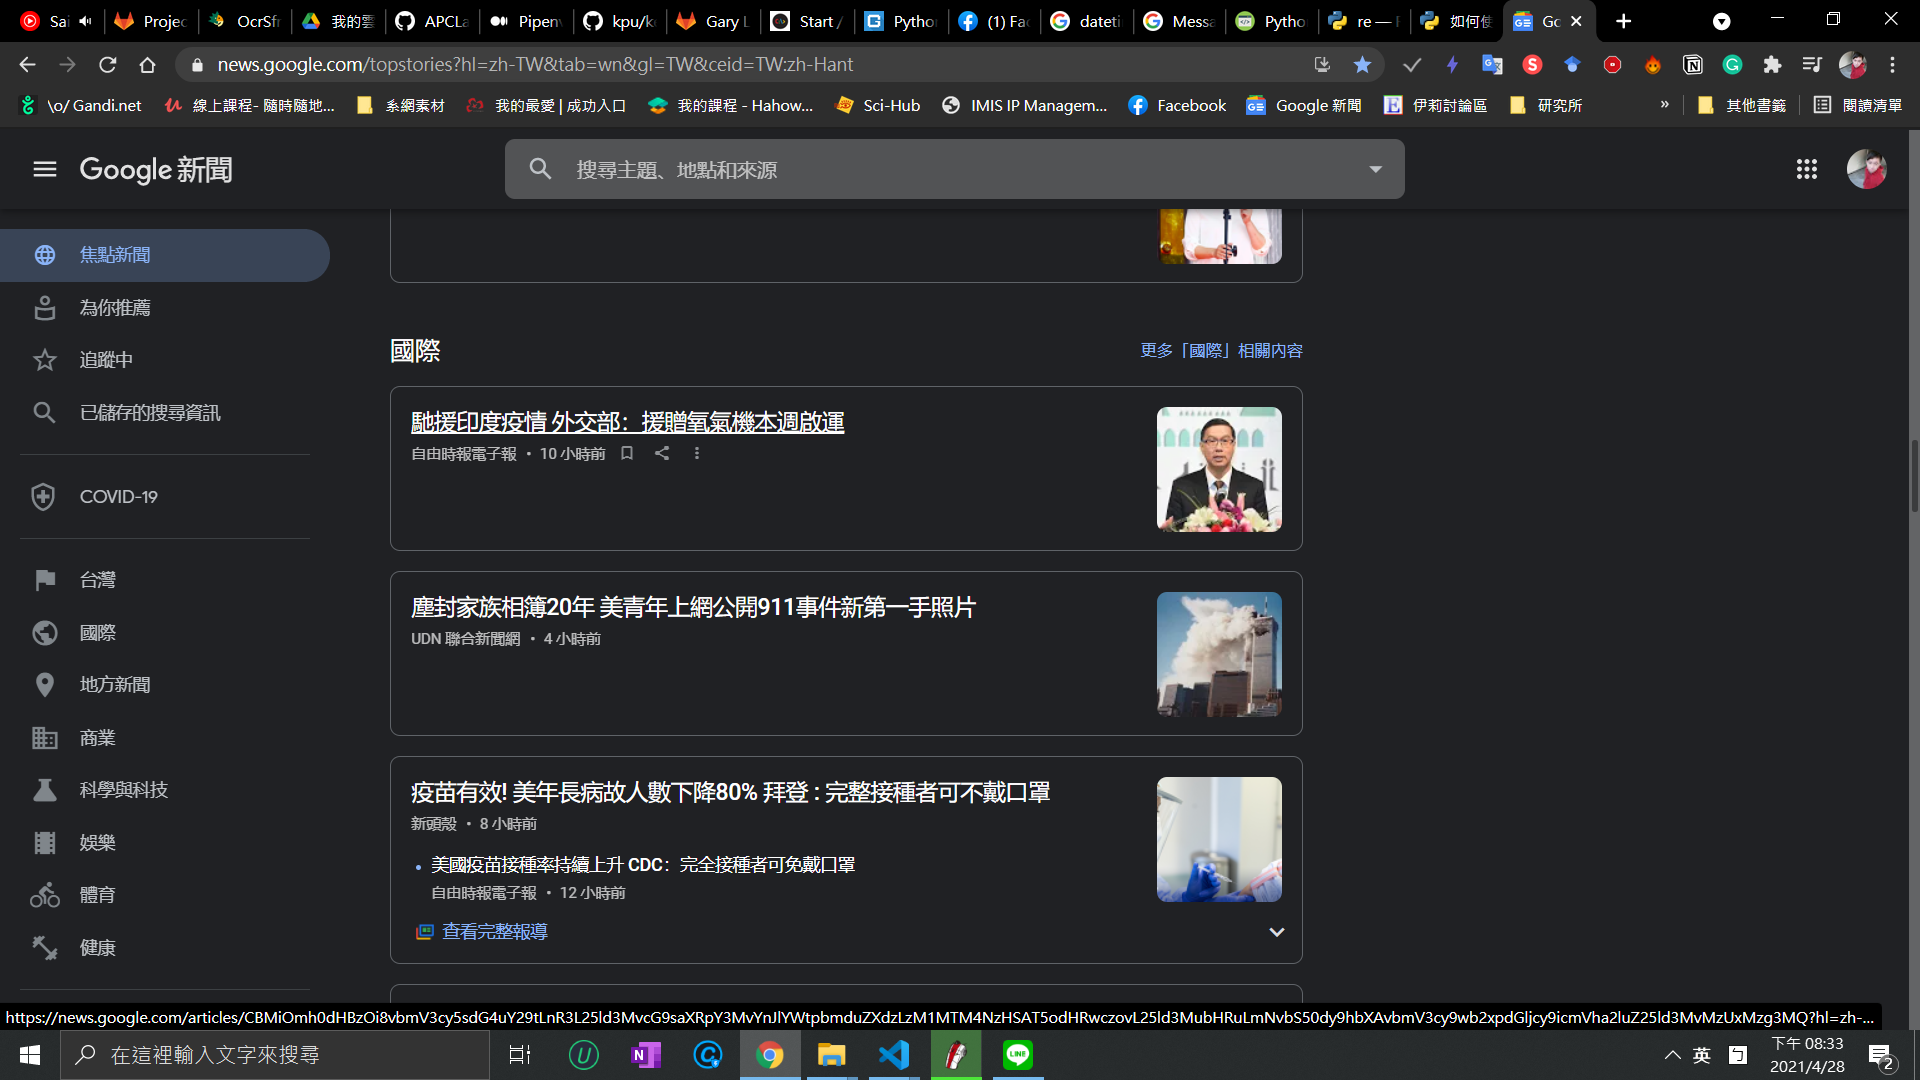 Sai
Projec
OcrSfr
我的雲
APCLa
Pipenv
kpu/k
Gary L
Start /
Pytho
(1) Fac
dateti
Messa
Pytho
re — P
如何使
Go
news.google.com/topstories?hl=zh-TW&tab=wn&gl=TW&ceid=TW:zh-Hant
\o/ Gandi.net
線上課程- 隨時隨地...
系網素材
我的最愛 | 成功入口
我的課程 - Hahow...
Sci-Hub
IMIS IP Managem...
Facebook
Google 新聞
伊莉討論區
研究所
»
其他書籤
閱讀清單
Google 新聞
搜尋主題、地點和來源
焦點新聞
為你推薦
追蹤中
已儲存的搜尋資訊
COVID-19
台灣
國際
地方新聞
商業
科學與科技
娛樂
體育
健康
國際
更多「國際」相關內容
馳援印度疫情 外交部：援贈氧氣機本週啟運
自由時報電子報 • 10 小時前
塵封家族相簿20年 美青年上網公開911事件新第一手照片
UDN 聯合新聞網 • 4 小時前
疫苗有效! 美年長病故人數下降80% 拜登 : 完整接種者可不戴口罩
新頭殼 • 8 小時前
• 美國疫苗接種率持續上升 CDC：完全接種者可免戴口罩
自由時報電子報 • 12 小時前
查看完整報導
在這裡輸入文字來搜尋
英
下午 08:33
2021/4/28
2